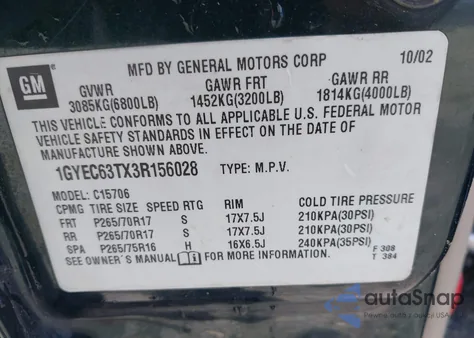 GM
MFD BY GENERAL MOTORS CORP 10/02
GVWR GAWR FRT GAWR RR
3085KG(6800LB) 1452KG(3200LB) 1814KG(4000LB)
THIS VEHICLE CONFORMS TO ALL APPLICABLE U.S. FEDERAL MOTOR
VEHICLE SAFETY STANDARDS IN EFFECT ON THE DATE OF
MANUFACTURE SHOWN ABOVE.
1GYEC63TX3R156028 TYPE: M.P.V.
MODEL: C15706
CPMG TIRE SIZE SPEED RTG RIM COLD TIRE PRESSURE
FRT P265/70R17 S 17X7.5J 210KPA(30PSI)
RR P265/70R17 S 17X7.5J 210KPA(30PSI)
SPA P265/75R16 H 16X6.5J 240KPA(35PSI)
SEE OWNER'S MANUAL FOR MORE INFORMATION.
F 308
T 384
autoSnap